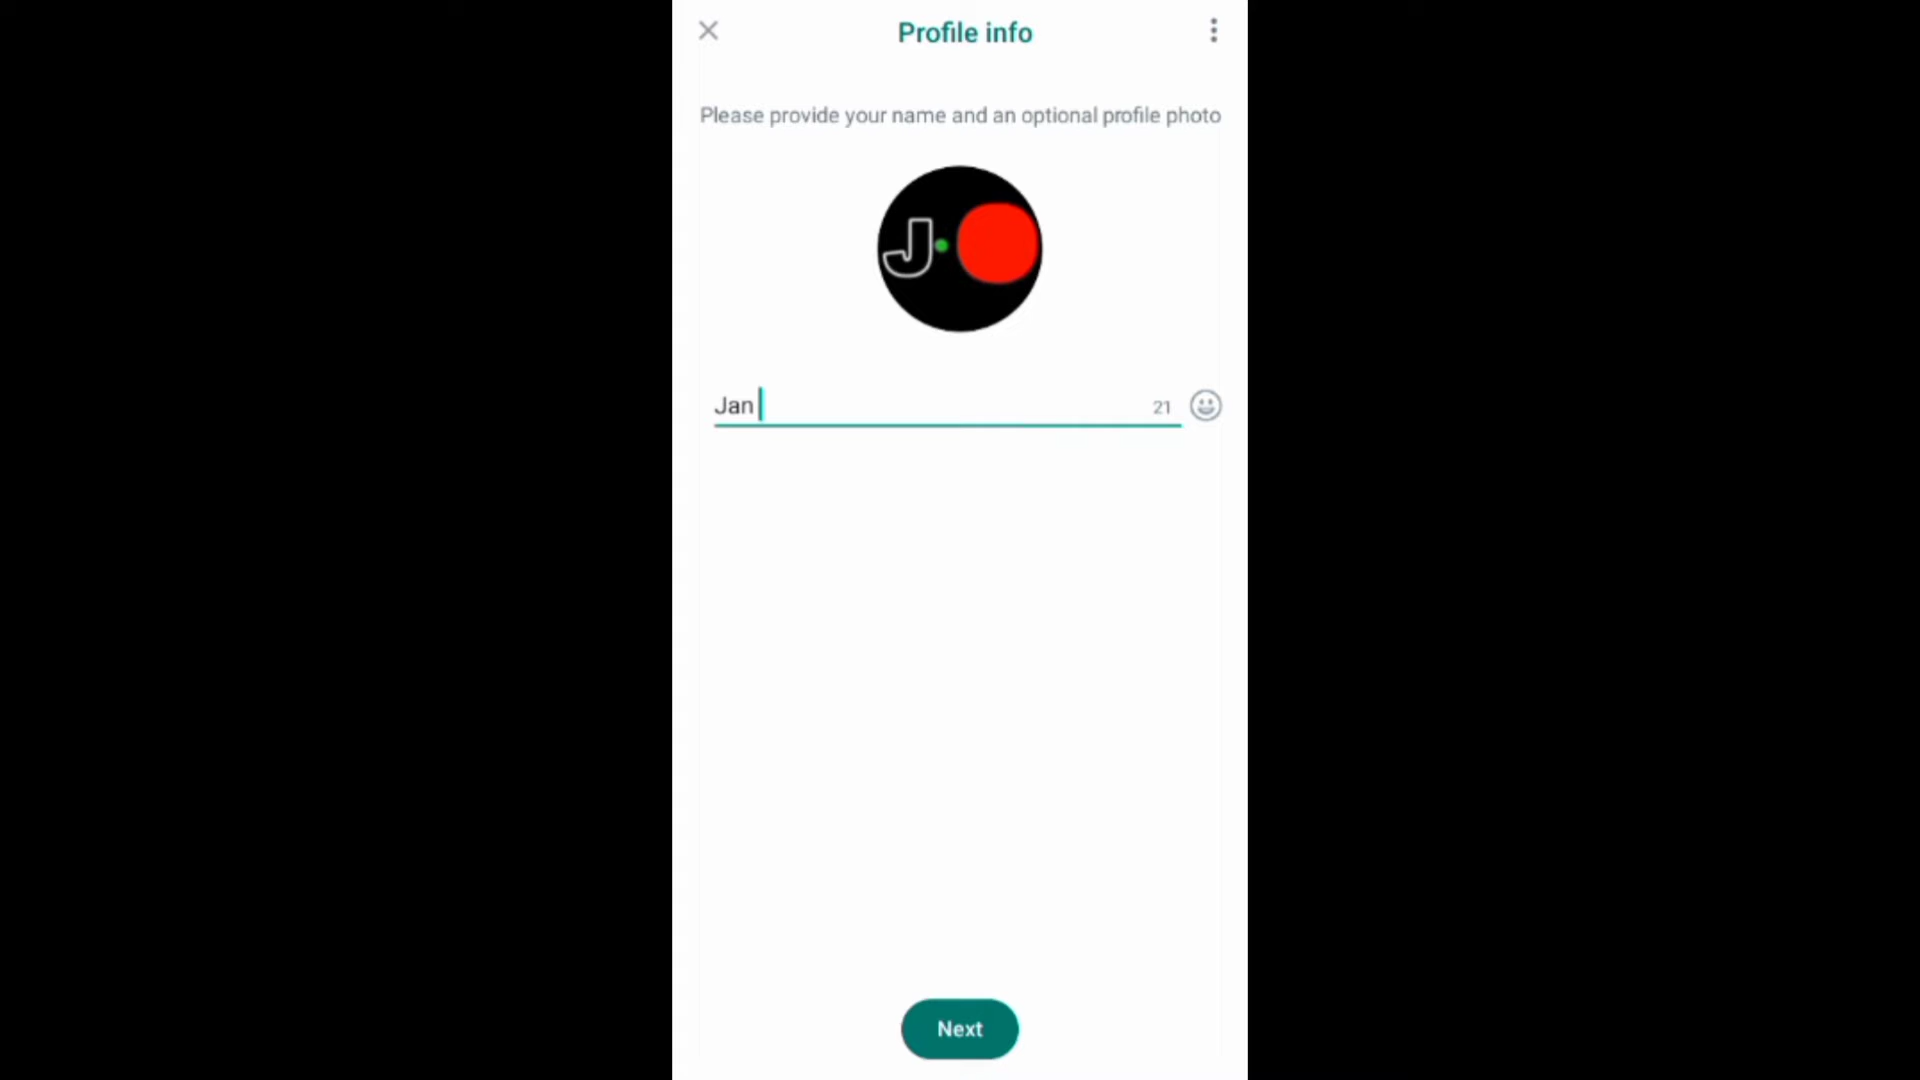 Profile info
Please provide your name and an optional profile photo
J
Jan
21
Next